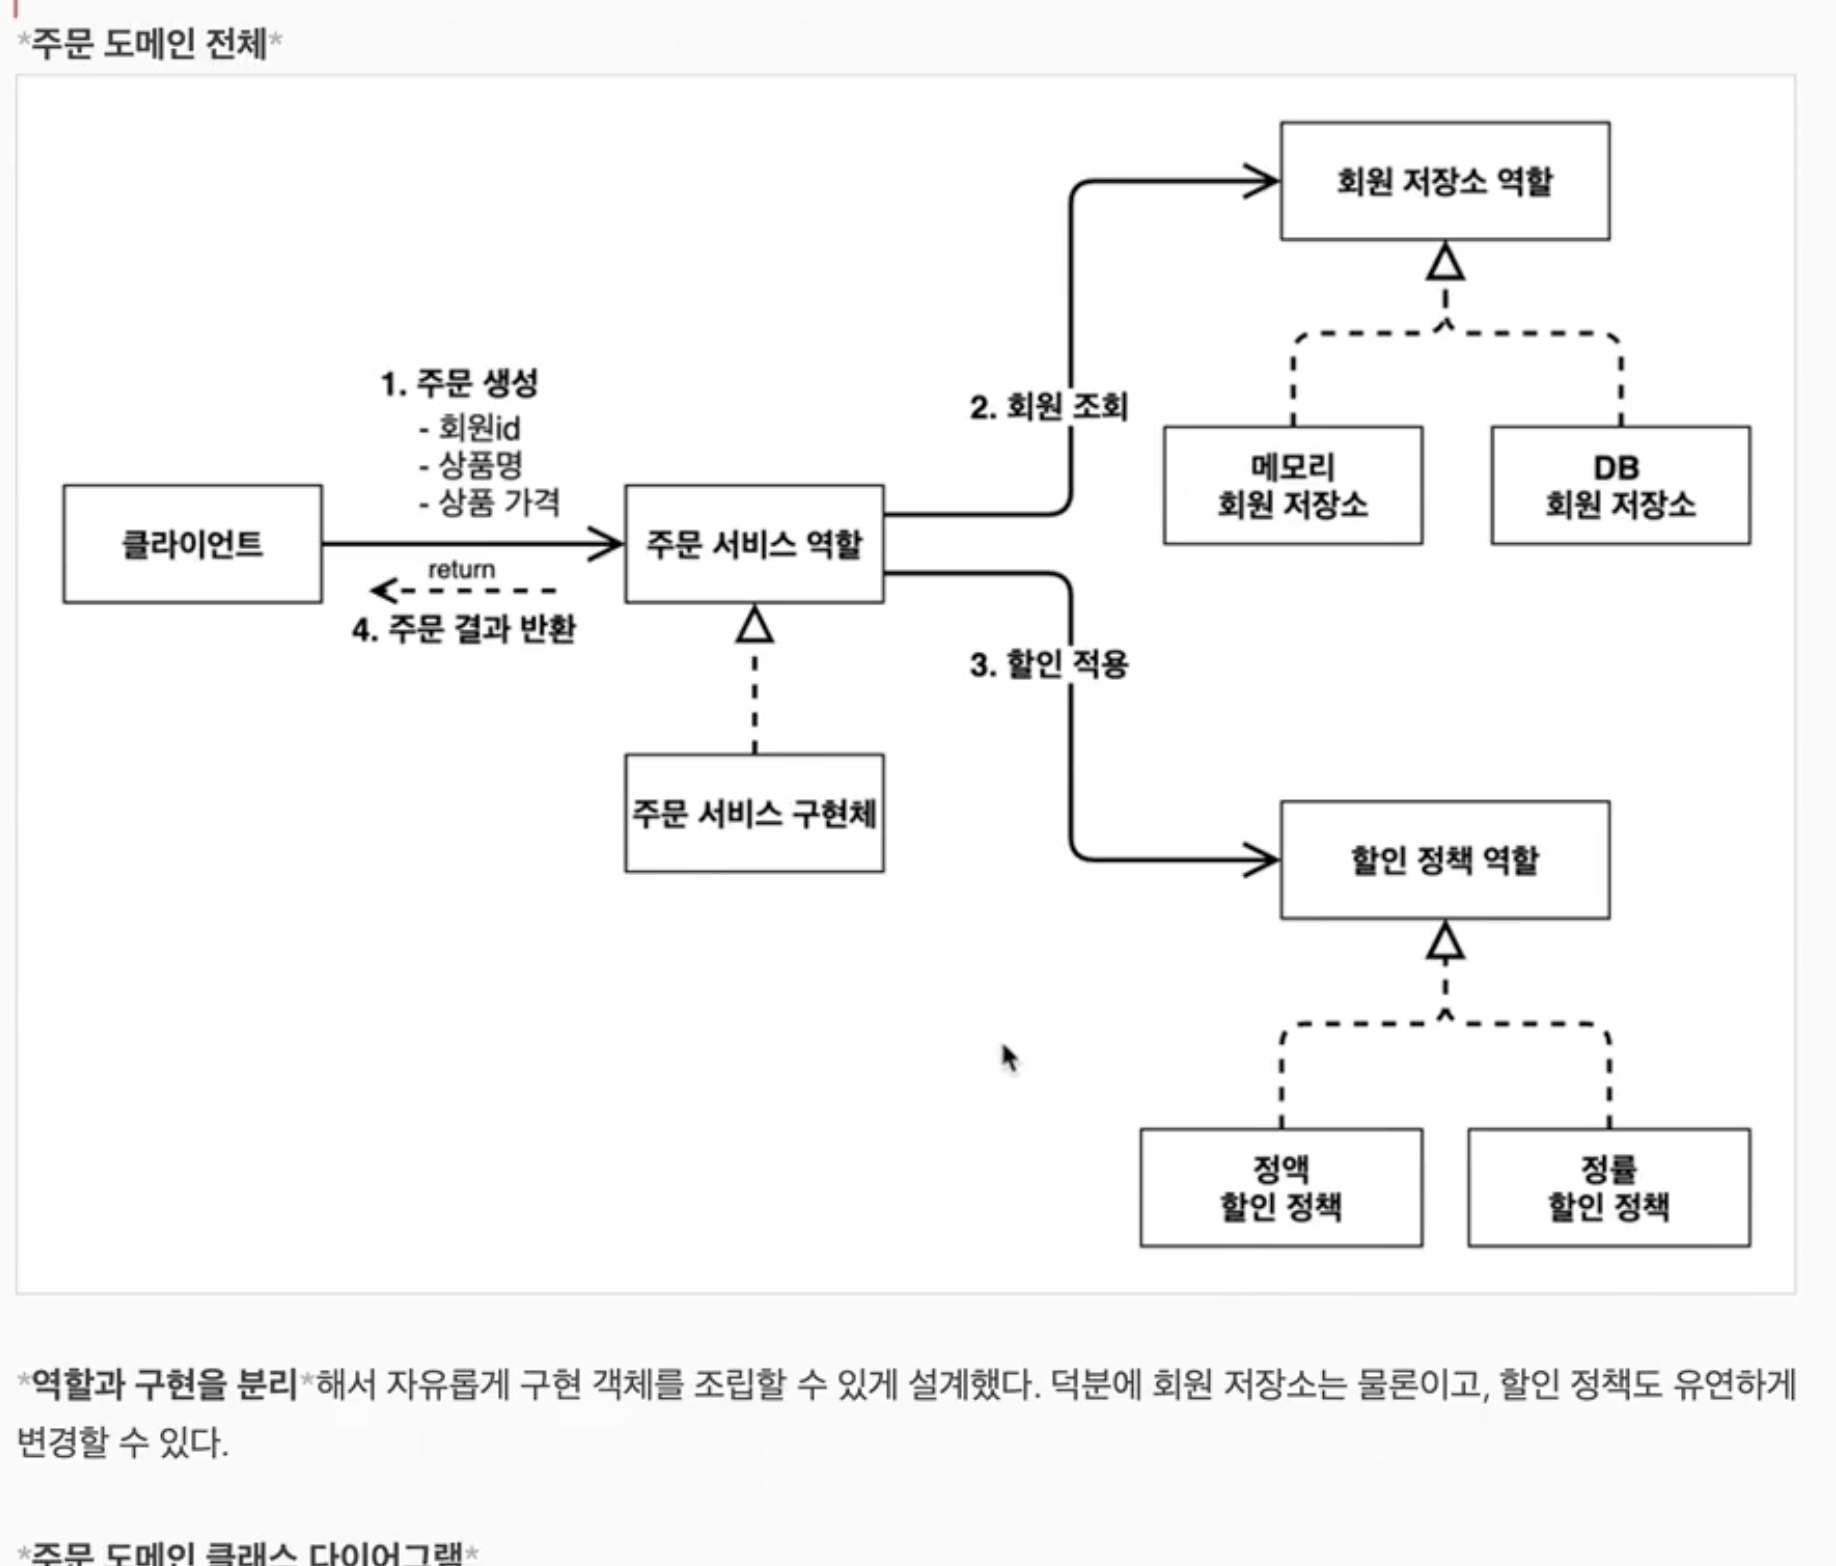 *주문 도메인 전체*
회원 저장소 역할
1. 주문 생성
- 회원id
- 상품명
- 상품 가격
2. 회원 조회
메모리
회원 저장소
DB
회원 저장소
클라이언트
주문 서비스 역할
return
4. 주문 결과 반환
3. 할인 적용
주문 서비스 구현체
할인 정책 역할
정액
할인 정책
정률
할인 정책
*역할과 구현을 분리*해서 자유롭게 구현 객체를 조립할 수 있게 설계했다. 덕분에 회원 저장소는 물론이고, 할인 정책도 유연하게
변경할 수 있다.
*주문 도메인 클래스 다이어그램*